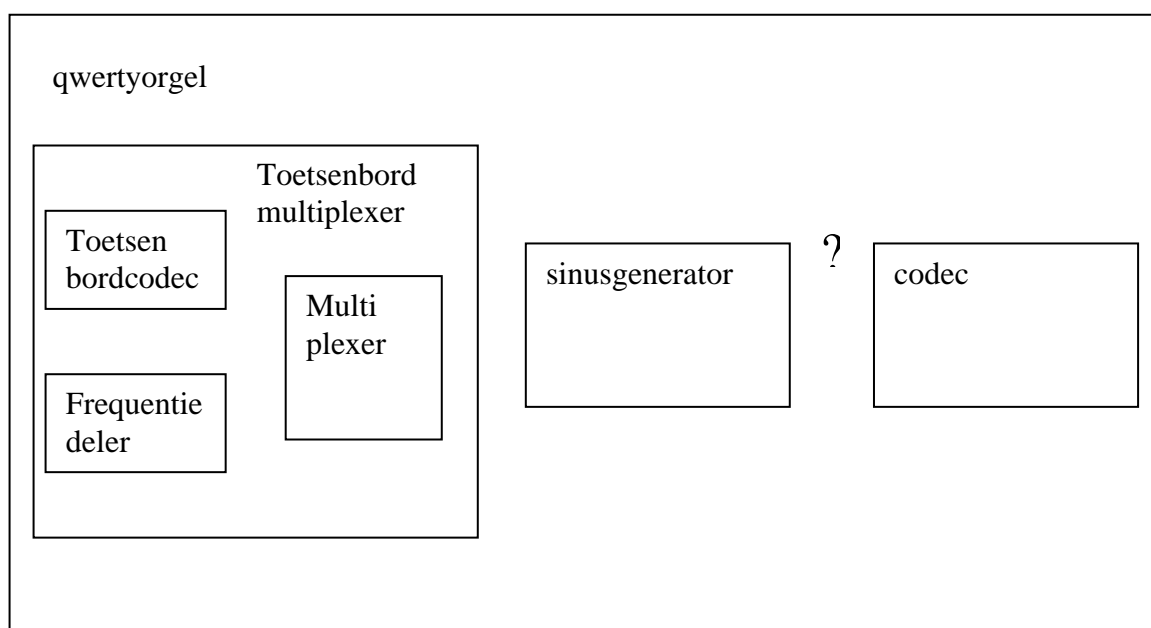 qwertyorgel
Toetsenbord
multiplexer
Toetsen
bordcodec
Multi
plexer
Frequentie
deler
sinusgenerator
?
codec